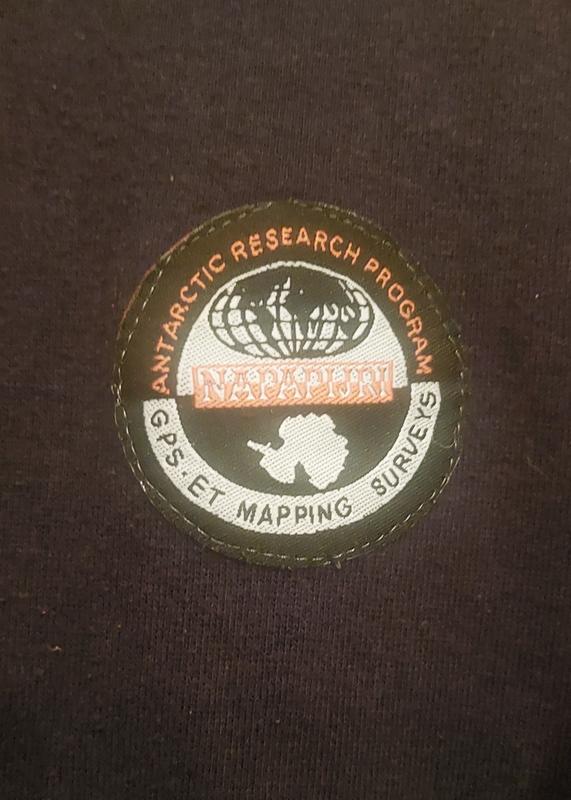 ANTARCTIC RESEARCH PROGRAM
NAPAPIJRI
GPS·ET MAPPING SURVEYS